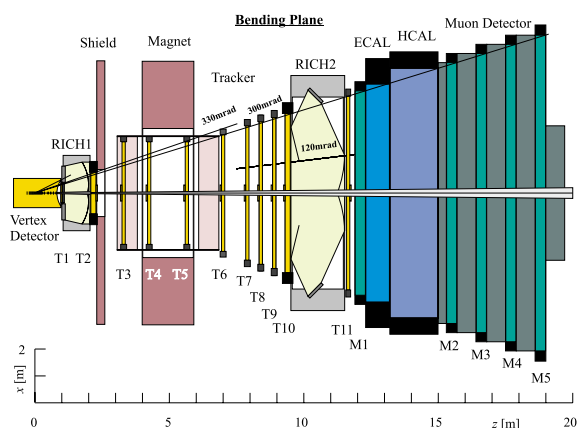 Bending Plane
Shield
Magnet
Tracker
RICH2
ECAL
HCAL
Muon Detector
330mrad
300mrad
120mrad
RICH1
Vertex
Detector
T1
T2
T3
T4
T5
T6
T7
T8
T9
T10
T11
M1
M2
M3
M4
M5
2
x [m]
0
5
10
15
z [m]
20